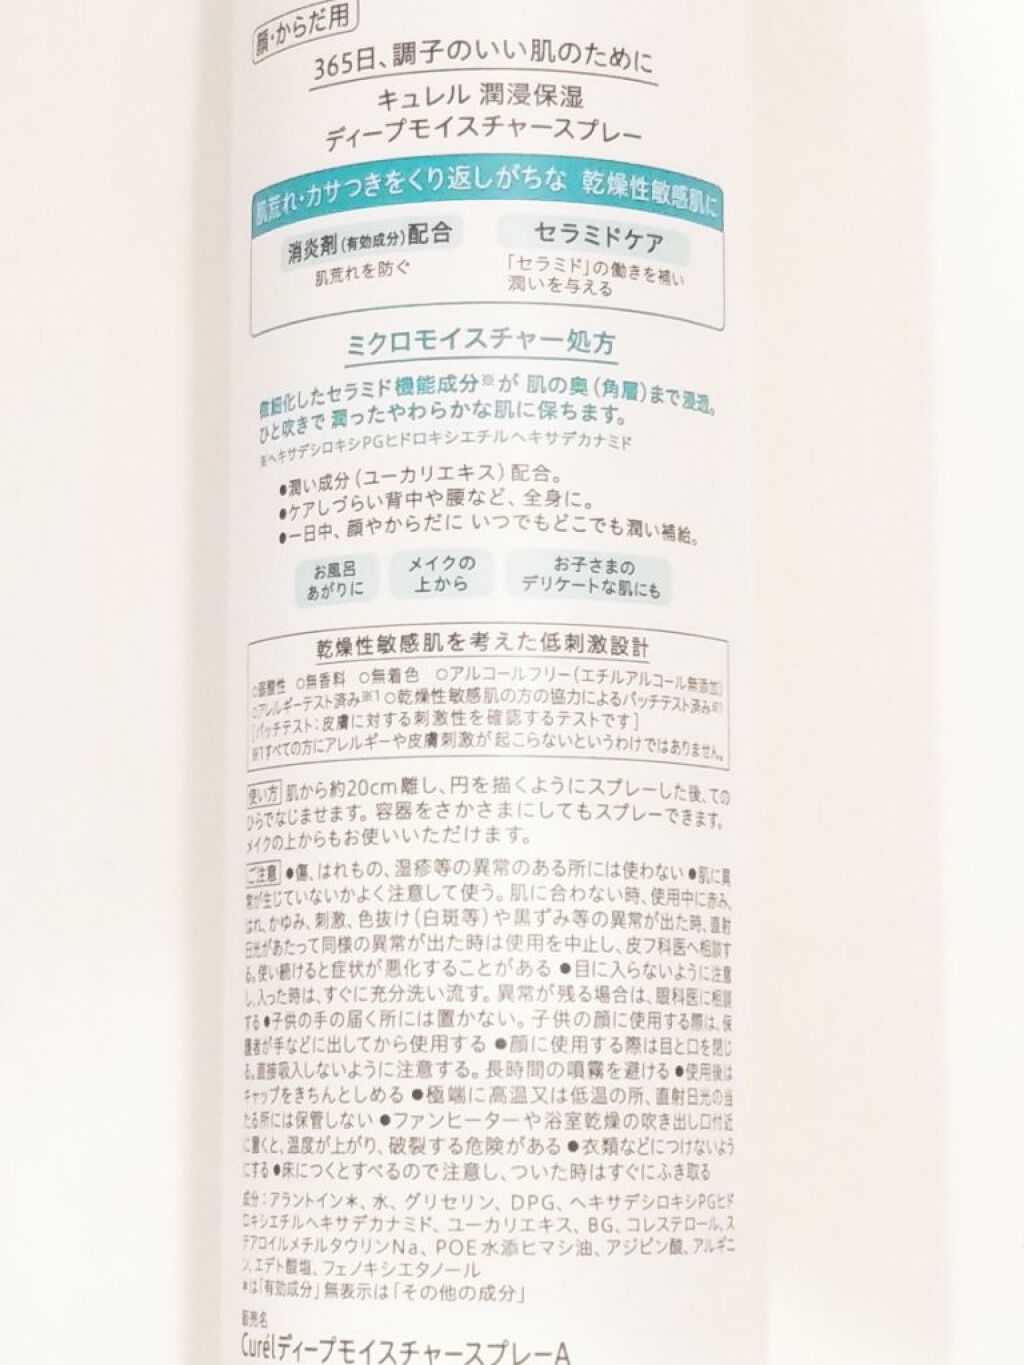 顔・からだ用
365日、調子のいい肌のために
キュレル 潤浸保湿
ディープモイスチャースプレー
肌荒れ・カサつきをくり返しがちな 乾燥性敏感肌に
消炎剤(有効成分)配合
肌荒れを防ぐ
セラミドケア
「セラミド」の働きを補い
潤いを与える
ミクロモイスチャー処方
微細化したセラミド機能成分※が 肌の奥(角層)まで浸透。
ひと吹きで 潤ったやわらかな肌に保ちます。
※ヘキサデシロキシPGヒドロキシエチルヘキサデカナミド
●潤い成分(ユーカリエキス)配合。
●ケアしづらい背中や腰など、全身に。
●一日中、顔やからだに いつでもどこでも潤い補給。
お風呂
あがりに
メイクの
上から
お子さまの
デリケートな肌にも
乾燥性敏感肌を考えた低刺激設計
○弱酸性 ○無香料 ○無着色 ○アルコールフリー(エチルアルコール無添加)
○アレルギーテスト済み※1 ○乾燥性敏感肌の方の協力によるパッチテスト済み※1
[パッチテスト:皮膚に対する刺激性を確認するテストです]
※1すべての方にアレルギーや皮膚刺激が起こらないというわけではありません。
使い方 肌から約20cm離し、円を描くようにスプレーした後、ての
ひらでなじませます。容器をさかさまにしてもスプレーできます。
メイクの上からもお使いいただけます。
ご注意 ●傷、はれもの、湿疹等の異常のある所には使わない ●肌に異
常が生じていないかよく注意して使う。肌に合わない時、使用中に赤み、
はれ、かゆみ、刺激、色抜け(白斑等)や黒ずみ等の異常が出た時、直射
日光があたって同様の異常が出た時は使用を中止し、皮フ科医へ相談す
る。使い続けると症状が悪化することがある ●目に入らないように注意
し、入った時は、すぐに充分洗い流す。異常が残る場合は、眼科医に相談
する ●子供の手の届く所には置かない。子供の顔に使用する際は、保
護者が手などに出してから使用する ●顔に使用する際は目と口を閉じ
る。直接吸入しないように注意する。長時間の噴霧を避ける ●使用後は
キャップをきちんとしめる ●極端に高温又は低温の所、直射日光の当
たる所には保管しない ●ファンヒーターや浴室乾燥の吹き出し口付近
に置くと、温度が上がり、破裂する危険がある ●衣類などにつけないよう
にする ●床につくとすべるので注意し、ついた時はすぐにふき取る
成分:アラントイン*、水、グリセリン、DPG、ヘキサデシロキシPGヒド
ロキシエチルヘキサデカナミド、ユーカリエキス、BG、コレステロール、ス
テアロイルメチルタウリンNa、POE水添ヒマシ油、アジピン酸、アルギニ
ン、エデト酸塩、フェノキシエタノール
*は「有効成分」無表示は「その他の成分」
販売名
Curélディープモイスチャースプレー A